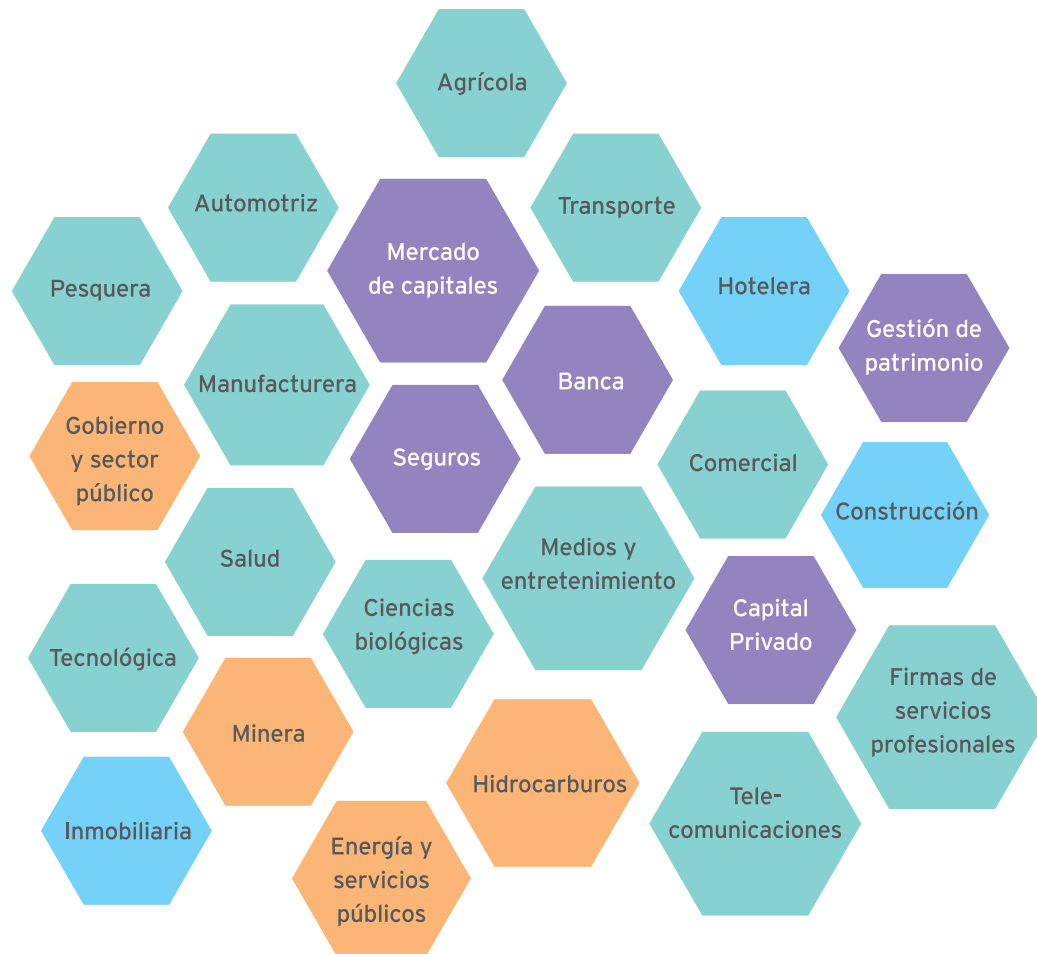 Agrícola
Automotriz
Transporte
Mercado
de capitales
Pesquera
Hotelera
Gestión de
patrimonio
Manufacturera
Banca
Gobierno
y sector
público
Seguros
Comercial
Construcción
Salud
Medios y
entretenimiento
Ciencias
biológicas
Capital
Privado
Tecnológica
Firmas de
servicios
profesionales
Minera
Hidrocarburos
Tele-
comunicaciones
Inmobiliaria
Energía y
servicios
públicos